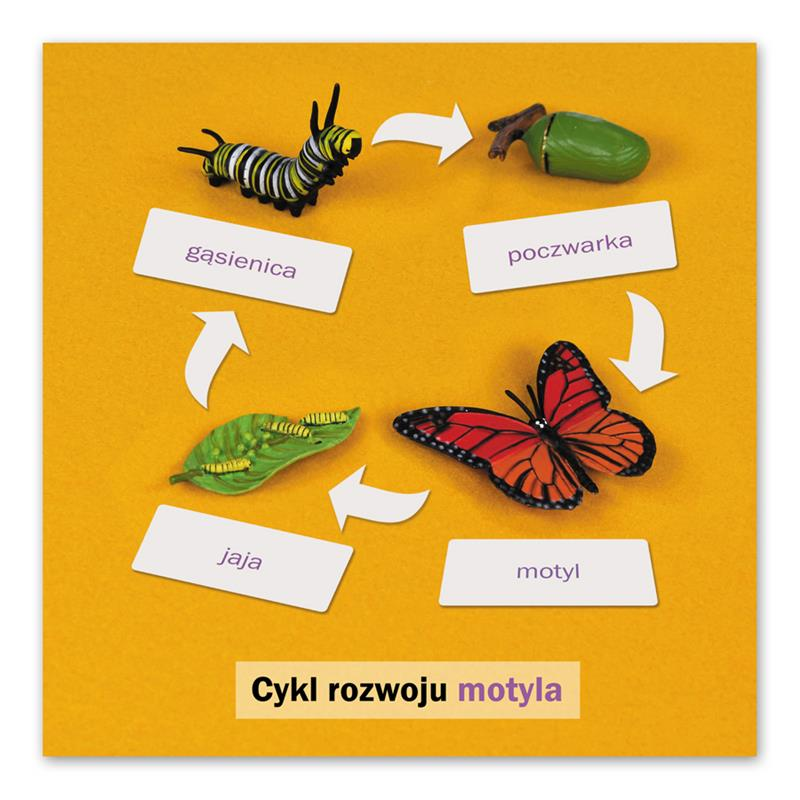 gąsienica
poczwarka
jaja
motyl
Cykl rozwoju motyla